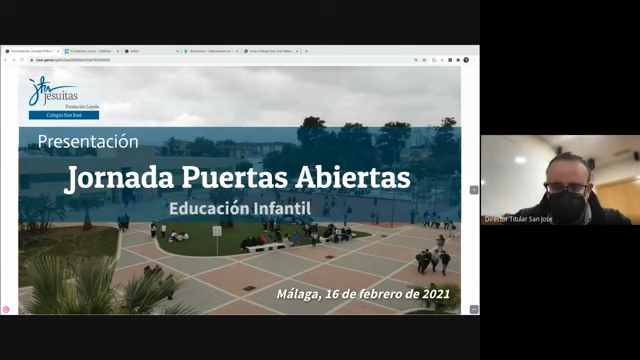 jesuitas
Fundación Loyola
Colegio San José
Presentación
Jornada Puertas Abiertas
Educación Infantil
Málaga, 16 de febrero de 2021
Director Titular San Jose